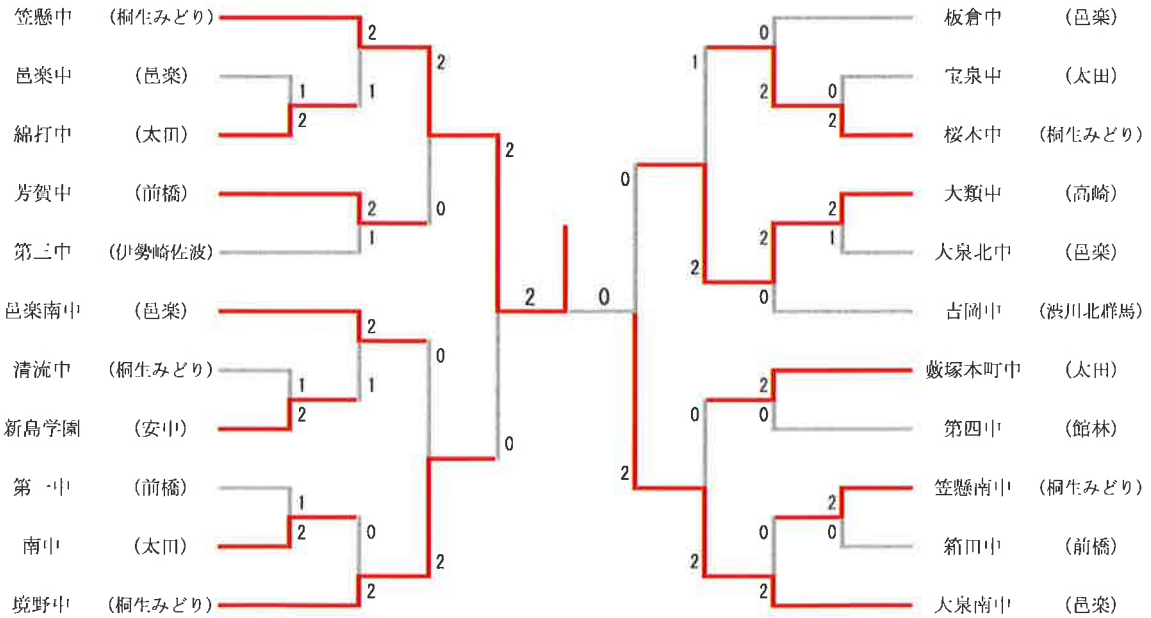 笠懸中 (桐生みどり)
邑楽中 (邑楽)
綿打中 (太田)
芳賀中 (前橋)
第三中 (伊勢崎佐波)
邑楽南中 (邑楽)
清流中 (桐生みどり)
新島学園 (安中)
第一中 (前橋)
南中 (太田)
境野中 (桐生みどり)
2
1
1
2
2
1
2
0
2
1
1
2
0
1
2
0
2
2
2
0
2
0
板倉中 (邑楽)
宝泉中 (太田)
桜木中 (桐生みどり)
大類中 (高崎)
大泉北中 (邑楽)
吉岡中 (渋川北群馬)
藪塚本町中 (太田)
第四中 (館林)
笠懸南中 (桐生みどり)
箱田中 (前橋)
大泉南中 (邑楽)
0
2
0
2
1
2
2
1
2
0
0
2
2
0
0
2
2
0
0
2